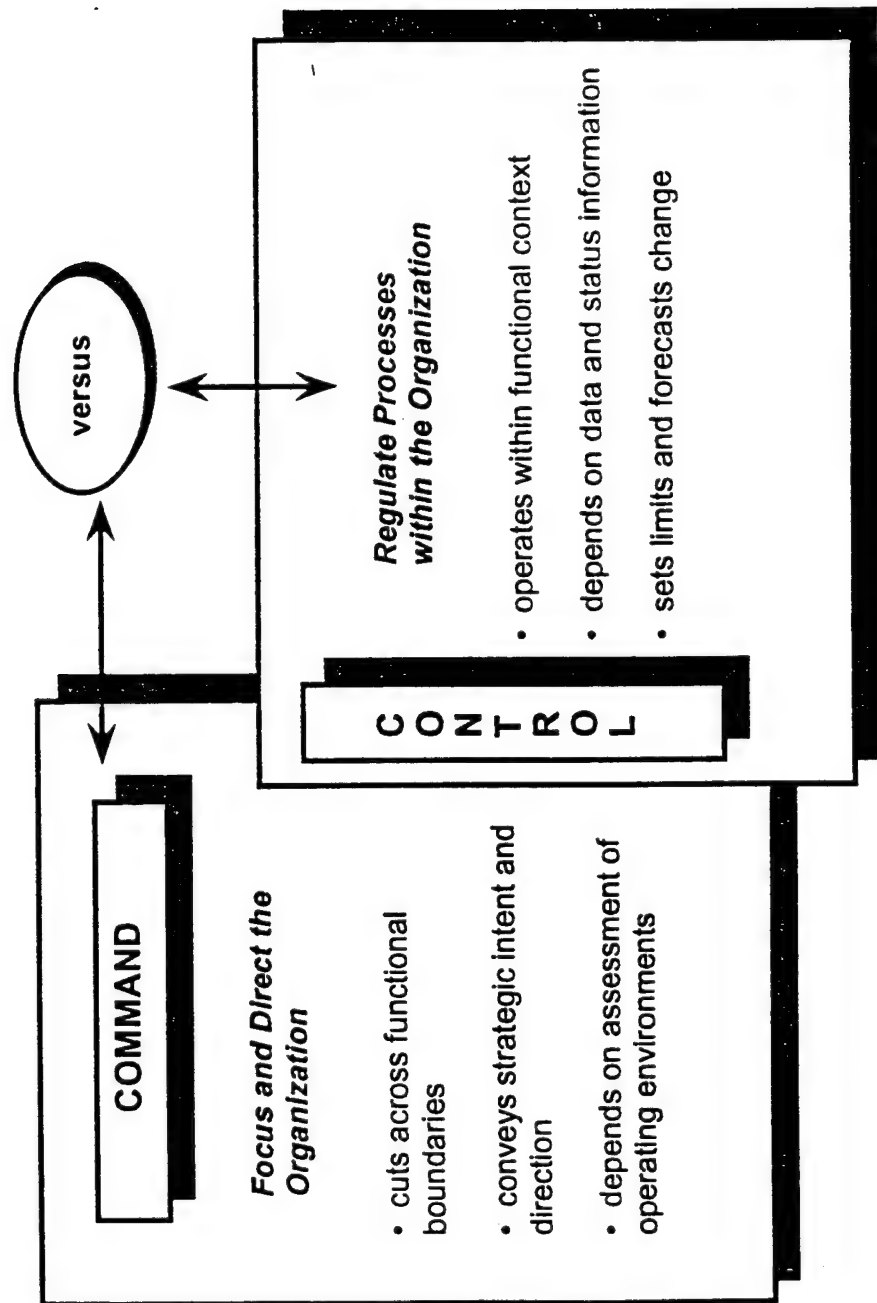 COMMAND
Focus and Direct the
Organization
• cuts across functional
boundaries
• conveys strategic intent and
direction
• depends on assessment of
operating environments
versus
CONTROL
Regulate Processes
within the Organization
• operates within functional context
• depends on data and status information
• sets limits and forecasts change